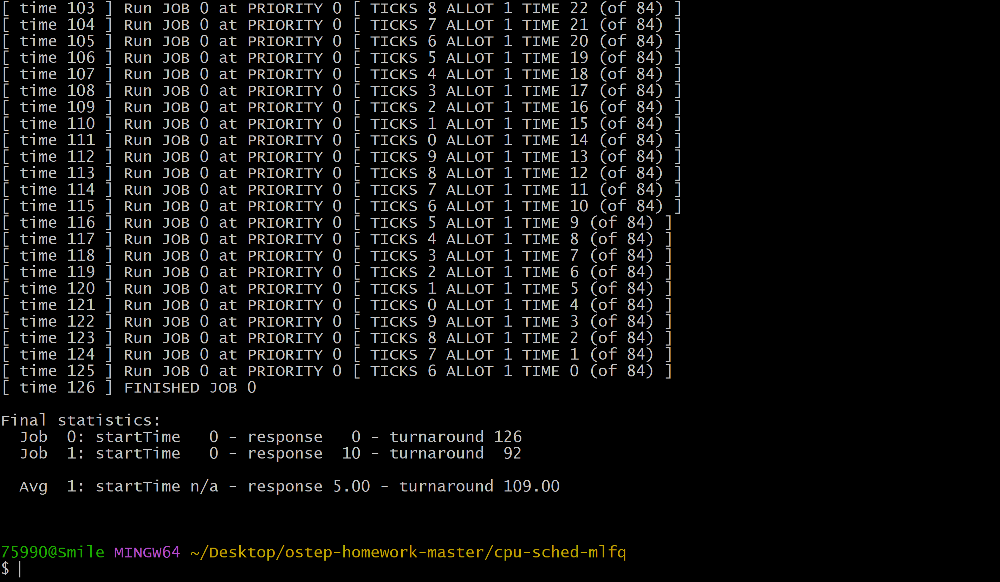 [ time 103 ] Run JOB 0 at PRIORITY 0 [ TICKS 8 ALLOT 1 TIME 22 (of 84) ]
[ time 104 ] Run JOB 0 at PRIORITY 0 [ TICKS 7 ALLOT 1 TIME 21 (of 84) ]
[ time 105 ] Run JOB 0 at PRIORITY 0 [ TICKS 6 ALLOT 1 TIME 20 (of 84) ]
[ time 106 ] Run JOB 0 at PRIORITY 0 [ TICKS 5 ALLOT 1 TIME 19 (of 84) ]
[ time 107 ] Run JOB 0 at PRIORITY 0 [ TICKS 4 ALLOT 1 TIME 18 (of 84) ]
[ time 108 ] Run JOB 0 at PRIORITY 0 [ TICKS 3 ALLOT 1 TIME 17 (of 84) ]
[ time 109 ] Run JOB 0 at PRIORITY 0 [ TICKS 2 ALLOT 1 TIME 16 (of 84) ]
[ time 110 ] Run JOB 0 at PRIORITY 0 [ TICKS 1 ALLOT 1 TIME 15 (of 84) ]
[ time 111 ] Run JOB 0 at PRIORITY 0 [ TICKS 0 ALLOT 1 TIME 14 (of 84) ]
[ time 112 ] Run JOB 0 at PRIORITY 0 [ TICKS 9 ALLOT 1 TIME 13 (of 84) ]
[ time 113 ] Run JOB 0 at PRIORITY 0 [ TICKS 8 ALLOT 1 TIME 12 (of 84) ]
[ time 114 ] Run JOB 0 at PRIORITY 0 [ TICKS 7 ALLOT 1 TIME 11 (of 84) ]
[ time 115 ] Run JOB 0 at PRIORITY 0 [ TICKS 6 ALLOT 1 TIME 10 (of 84) ]
[ time 116 ] Run JOB 0 at PRIORITY 0 [ TICKS 5 ALLOT 1 TIME 9 (of 84) ]
[ time 117 ] Run JOB 0 at PRIORITY 0 [ TICKS 4 ALLOT 1 TIME 8 (of 84) ]
[ time 118 ] Run JOB 0 at PRIORITY 0 [ TICKS 3 ALLOT 1 TIME 7 (of 84) ]
[ time 119 ] Run JOB 0 at PRIORITY 0 [ TICKS 2 ALLOT 1 TIME 6 (of 84) ]
[ time 120 ] Run JOB 0 at PRIORITY 0 [ TICKS 1 ALLOT 1 TIME 5 (of 84) ]
[ time 121 ] Run JOB 0 at PRIORITY 0 [ TICKS 0 ALLOT 1 TIME 4 (of 84) ]
[ time 122 ] Run JOB 0 at PRIORITY 0 [ TICKS 9 ALLOT 1 TIME 3 (of 84) ]
[ time 123 ] Run JOB 0 at PRIORITY 0 [ TICKS 8 ALLOT 1 TIME 2 (of 84) ]
[ time 124 ] Run JOB 0 at PRIORITY 0 [ TICKS 7 ALLOT 1 TIME 1 (of 84) ]
[ time 125 ] Run JOB 0 at PRIORITY 0 [ TICKS 6 ALLOT 1 TIME 0 (of 84) ]
[ time 126 ] FINISHED JOB 0
Final statistics:
  Job  0: startTime   0 - response   0 - turnaround 126
  Job  1: startTime   0 - response  10 - turnaround  92
  Avg  1: startTime n/a - response 5.00 - turnaround 109.00
75990@Smile MINGW64 ~/Desktop/ostep-homework-master/cpu-sched-mlfq
$